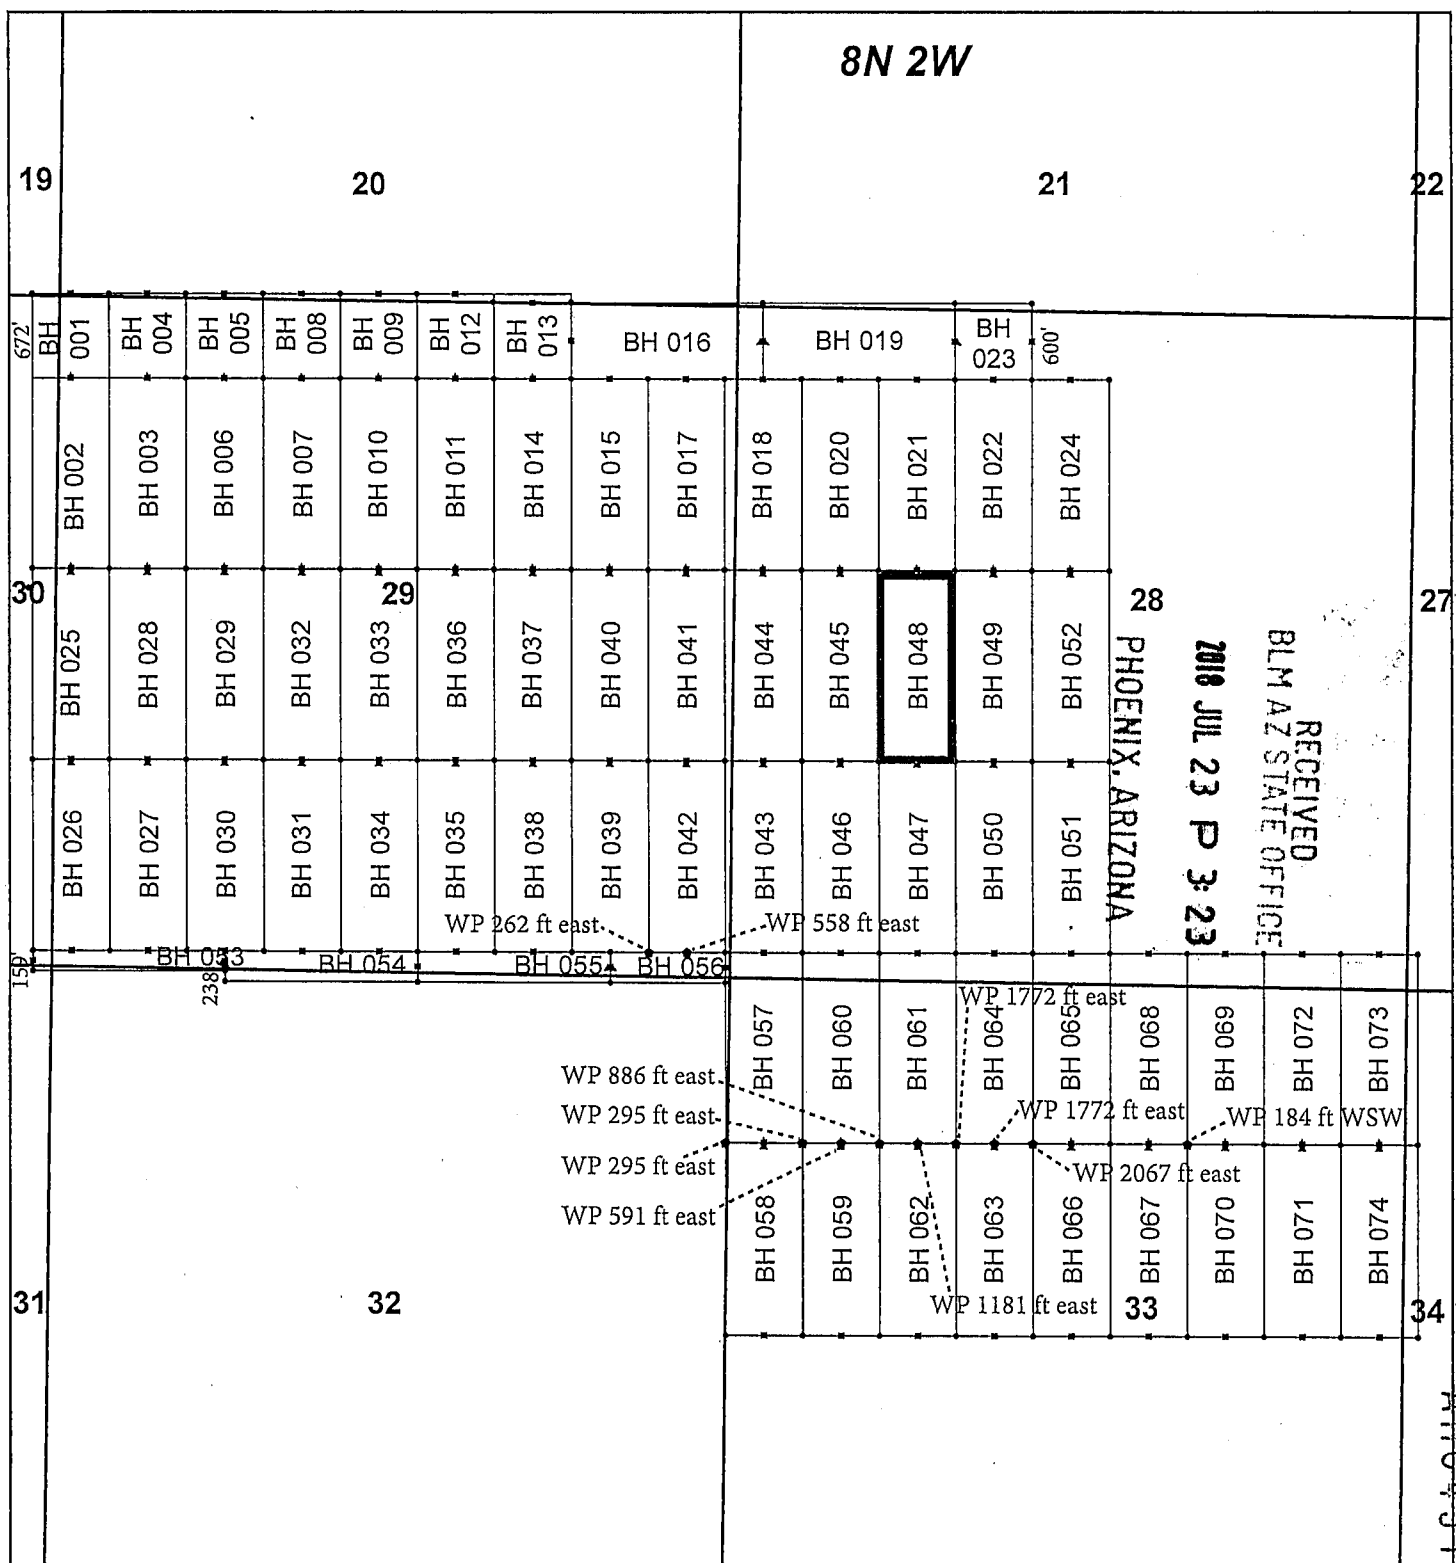 8N 2W
19
20
21
22
672'
BH
001
BH
004
BH
005
BH
008
BH
009
BH
012
BH
013
BH 016
BH 019
BH
023
600'
BH 002
BH 003
BH 006
BH 007
BH 010
BH 011
BH 014
BH 015
BH 017
BH 018
BH 020
BH 021
BH 022
BH 024
30
29
28
27
BH 025
BH 028
BH 029
BH 032
BH 033
BH 036
BH 037
BH 040
BH 041
BH 044
BH 045
BH 048
BH 049
BH 052
RECEIVED
BLM AZ STATE OFFICE
2018 JUL 23 P 3:23
PHOENIX, ARIZONA
BH 026
BH 027
BH 030
BH 031
BH 034
BH 035
BH 038
BH 039
BH 042
BH 043
BH 046
BH 047
BH 050
BH 051
WP 262 ft east
WP 558 ft east
159'
BH 053
238'
BH 054
BH 055
BH 056
WP 1772 ft east
BH 057
BH 060
BH 061
BH 064
BH 065
BH 068
BH 069
BH 072
BH 073
WP 886 ft east
WP 295 ft east
WP 295 ft east
WP 591 ft east
WP 1772 ft east
WP 184 ft WSW
WP 2067 ft east
BH 058
BH 059
BH 062
BH 063
BH 066
BH 067
BH 070
BH 071
BH 074
WP 1181 ft east
31
32
33
34